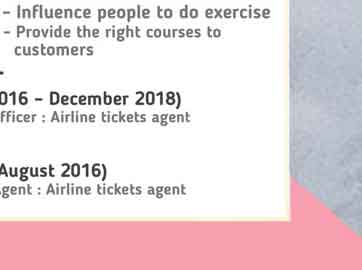 - Influence people to do exercise
- Provide the right courses to
customers
016 - December 2018)
fficer : Airline tickets agent
August 2016)
gent : Airline tickets agent